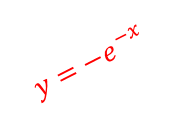 y = −e^{−x}